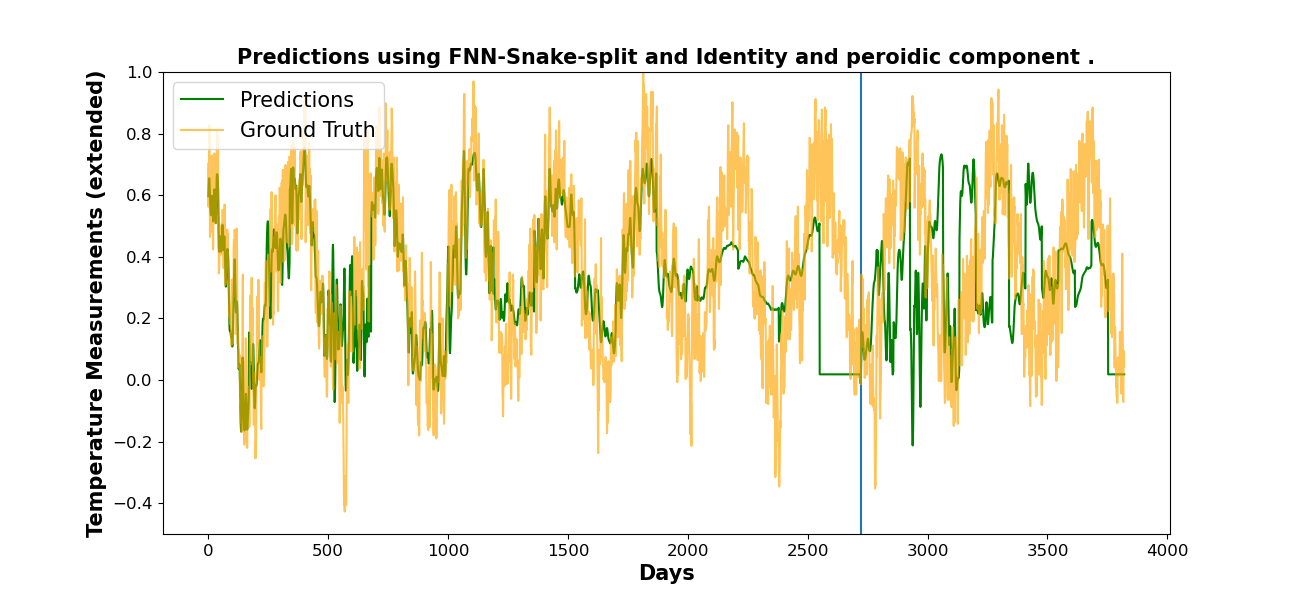 Predictions using FNN-Snake-split and Identity and peroidic component .
Temperature Measurements (extended)
1.0
0.8
0.6
0.4
0.2
0.0
−0.2
−0.4
Predictions
Ground Truth
0 500 1000 1500 2000 2500 3000 3500 4000
Days